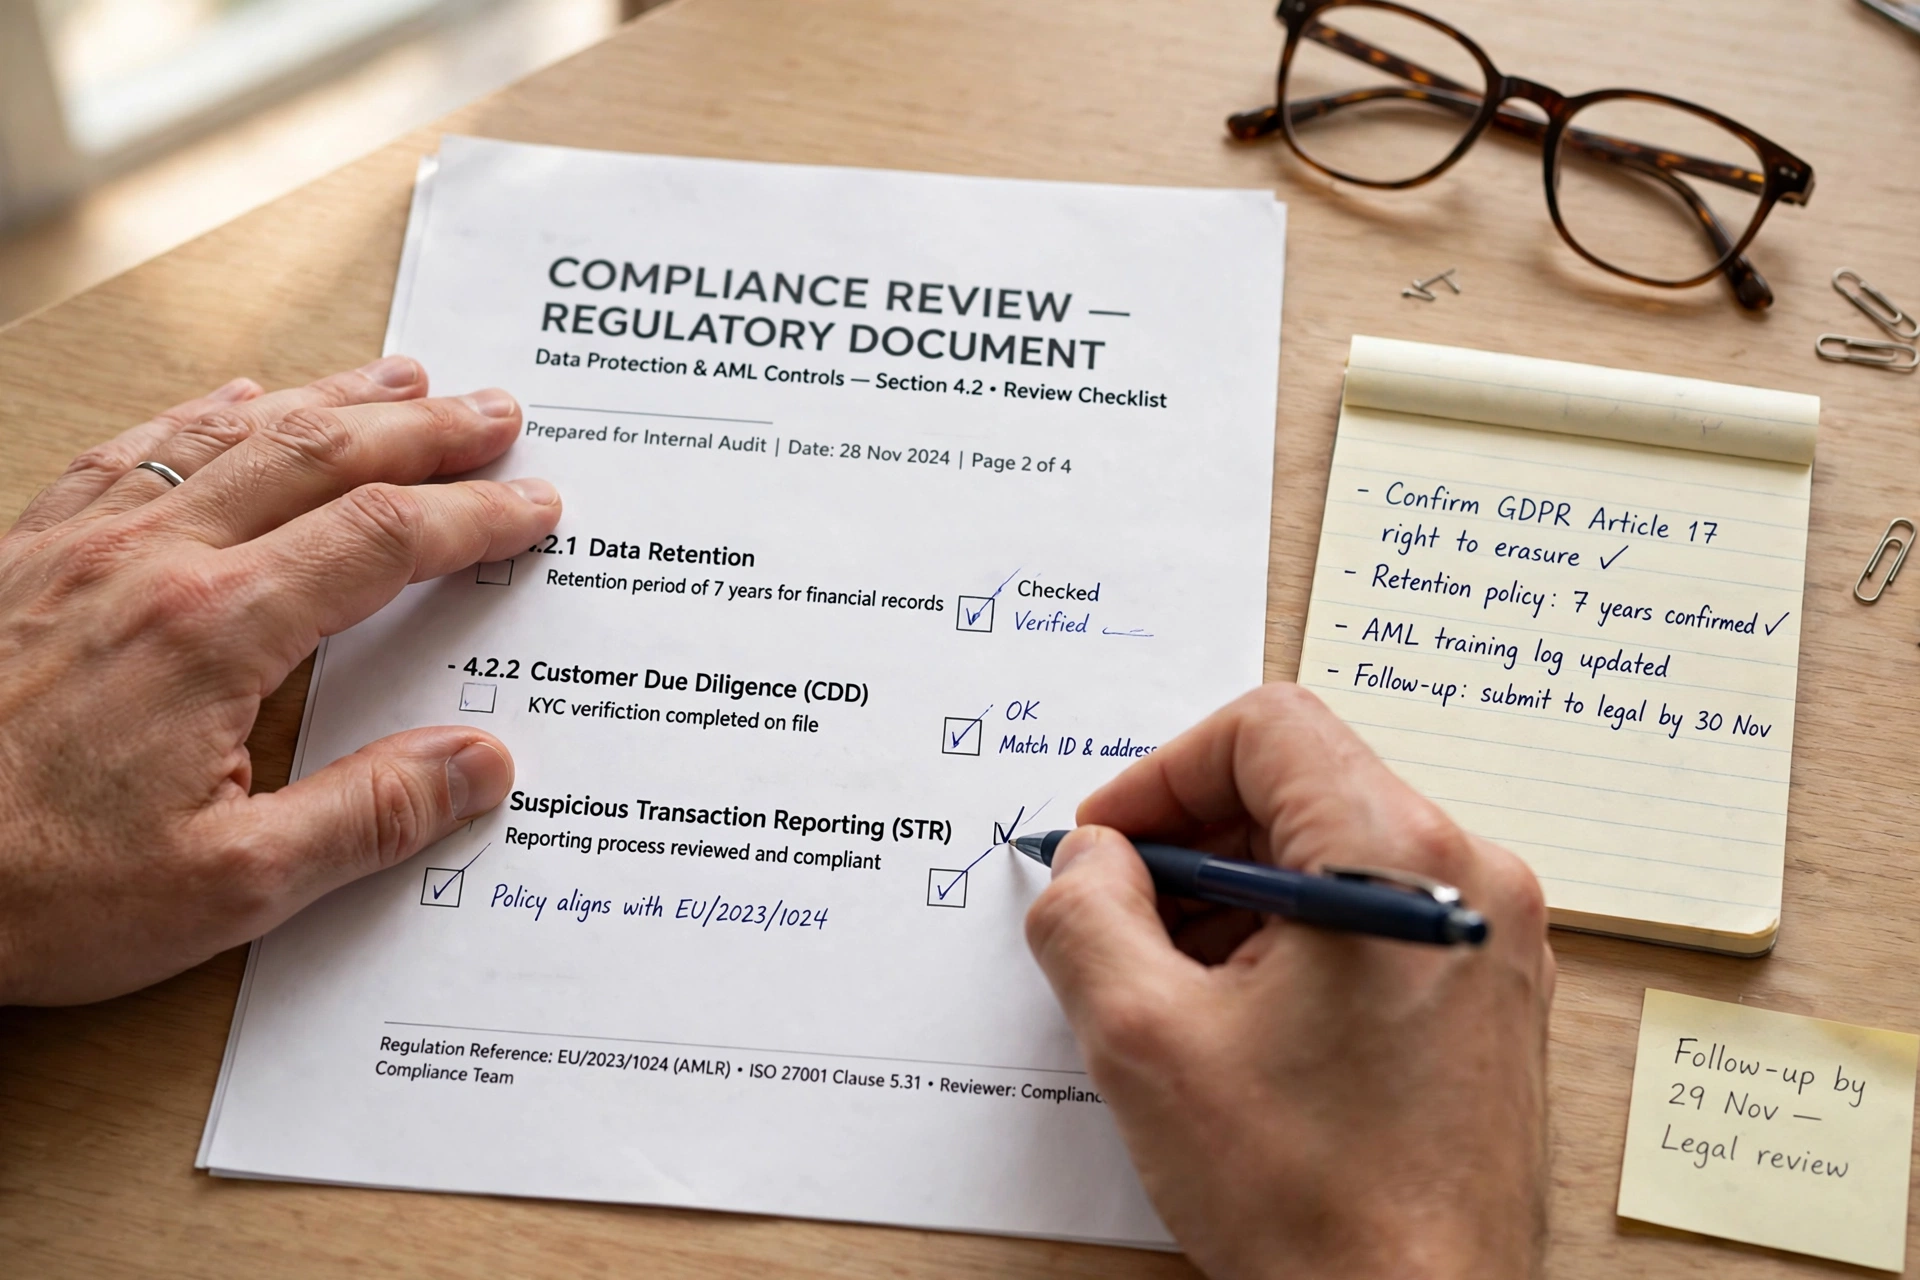 COMPLIANCE REVIEW —
REGULATORY DOCUMENT
Data Protection & AML Controls — Section 4.2 • Review Checklist
Prepared for Internal Audit | Date: 28 Nov 2024 | Page 2 of 4
.2.1 Data Retention
Retention period of 7 years for financial records
Checked
Verified
- 4.2.2 Customer Due Diligence (CDD)
KYC verifiction completed on file
OK
Match ID & address
Suspicious Transaction Reporting (STR)
Reporting process reviewed and compliant
Policy aligns with EU/2023/1024
Regulation Reference: EU/2023/1024 (AMLR) • ISO 27001 Clause 5.31 • Reviewer: Complianc
Compliance Team
- Confirm GDPR Article 17
right to erasure ✓
- Retention policy: 7 years confirmed ✓
- AML training log updated
- Follow-up: submit to legal by 30 Nov
Follow-up by
29 Nov —
Legal review